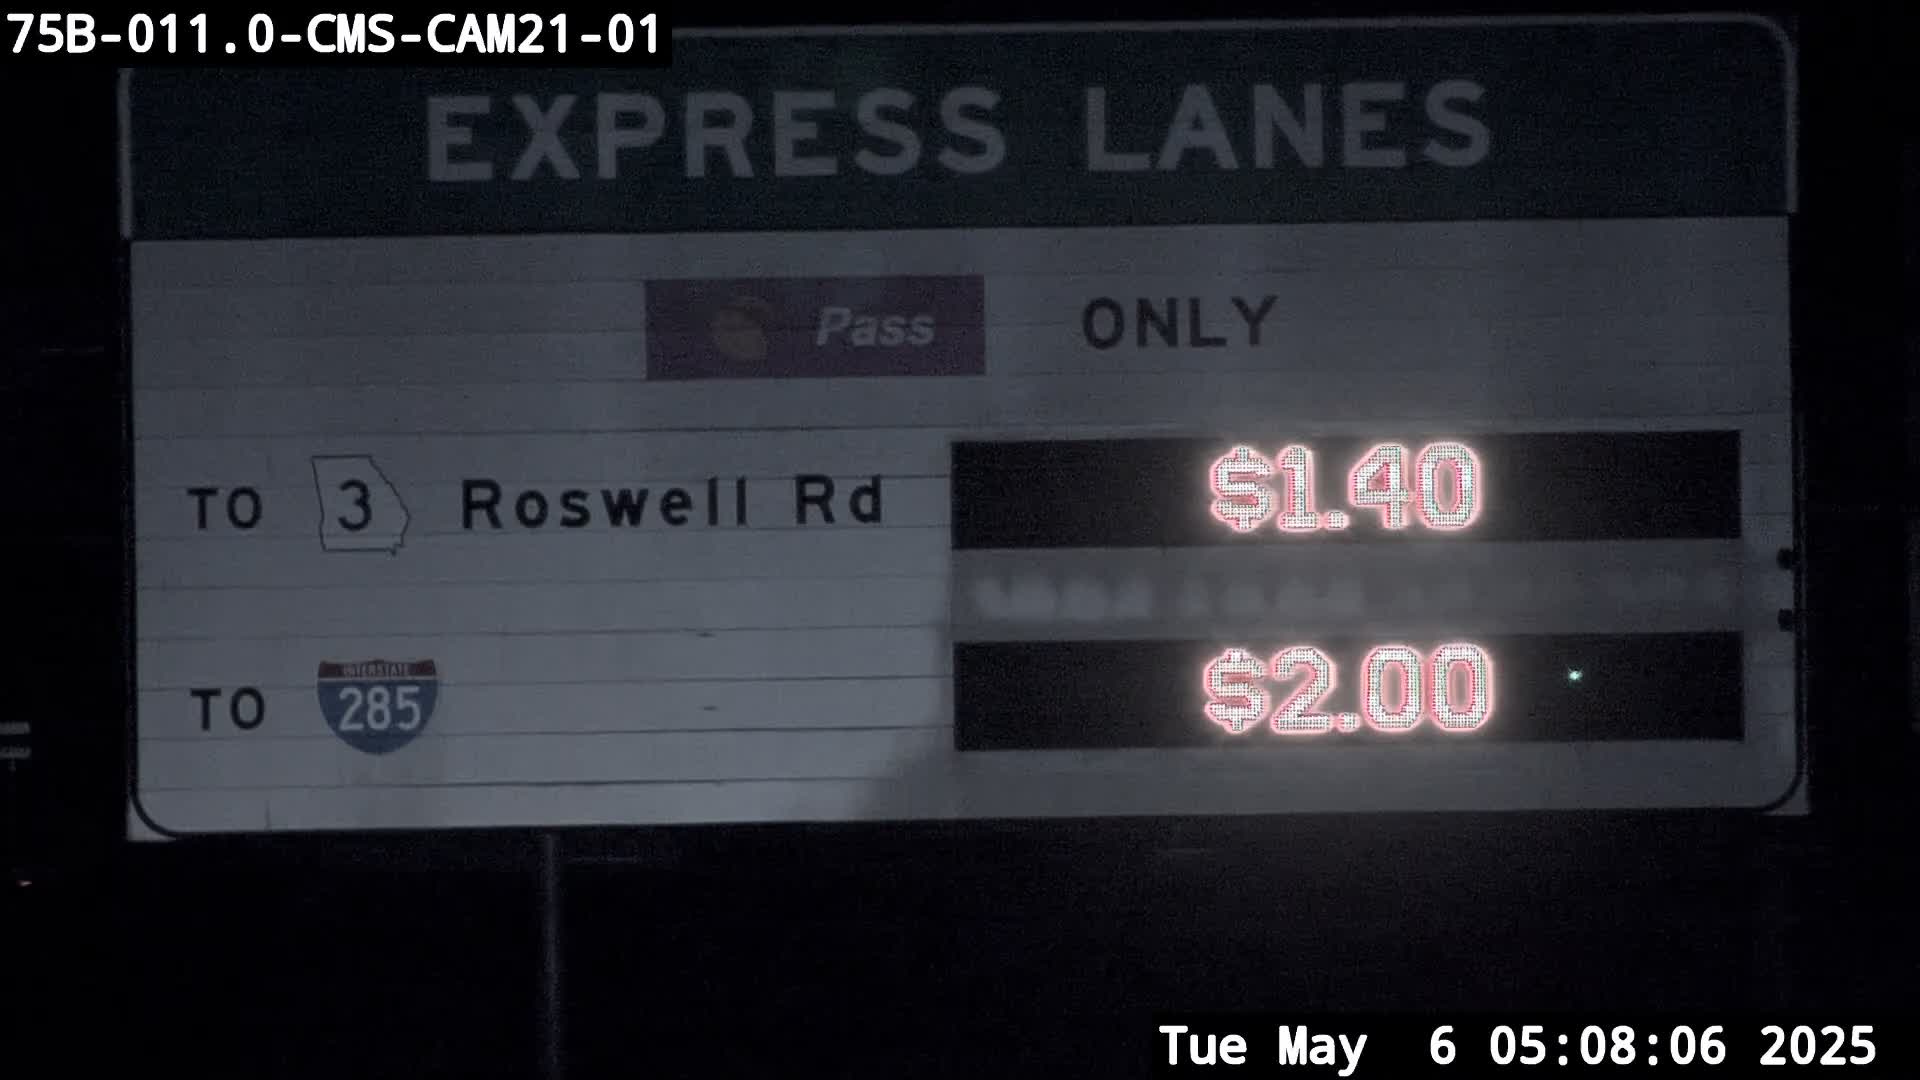 75B-011.0-CMS-CAM21-01
EXPRESS LANES
Pass ONLY
TO 3 Roswell Rd $1.40
TO INTERSTATE 285 $2.00
Tue May 6 05:08:06 2025